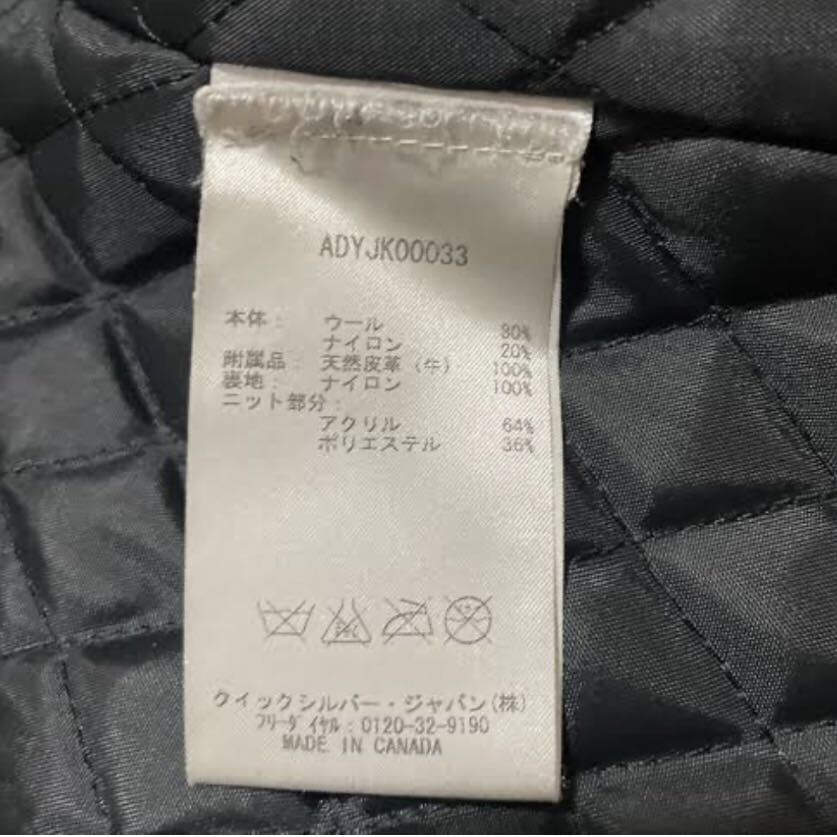 ADYJK00033
本体: ウール 80%
ナイロン 20%
附属品: 天然皮革(牛) 100%
裏地: ナイロン 100%
ニット部分:
アクリル 64%
ポリエステル 36%
クイックシルバー・ジャパン(株)
フリーダイヤル:0120-32-9190
MADE IN CANADA